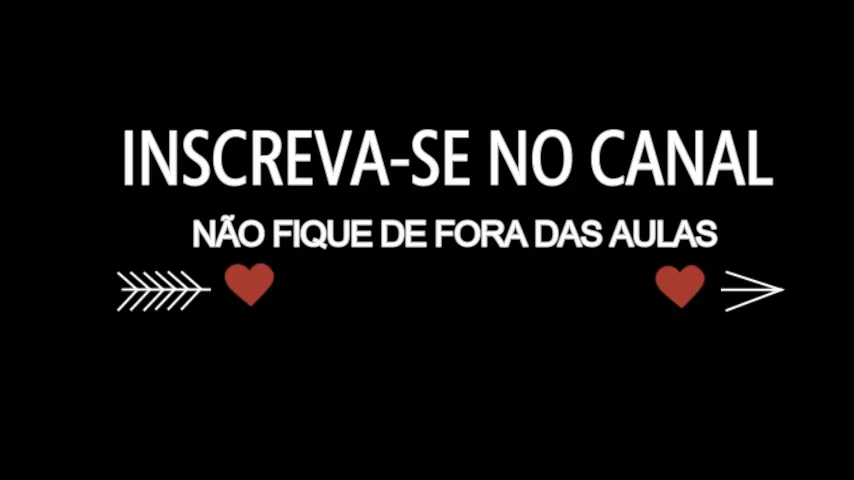 INSCREVA-SE NO CANAL
NÃO FIQUE DE FORA DAS AULAS